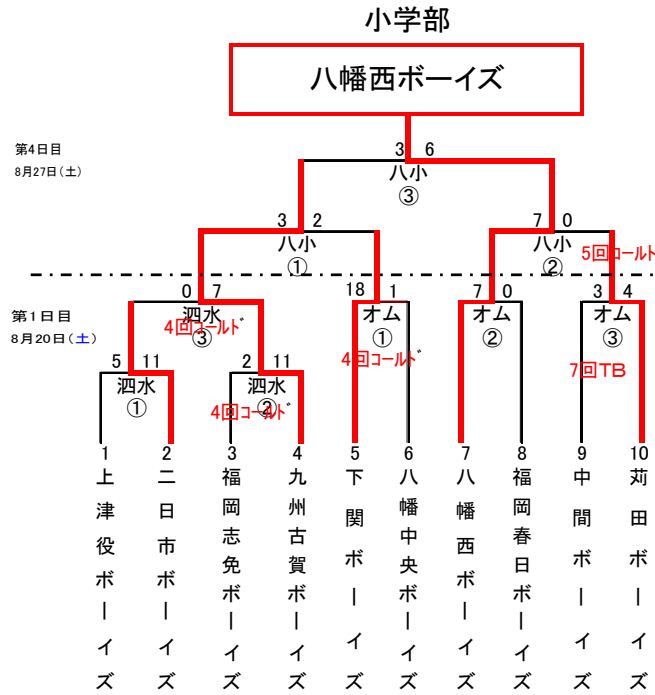 小学部
八幡西ボーイズ
第4日目
8月27日(土)
3 6
八小
③
3 2
八小
①
7 0
八小
②
5回コールド
第1日目
8月20日(土)
0 7
泗水
③
4回コールド
18 1
オム
①
4回コールド
7 0
オム
②
3 4
オム
③
7回TB
5 11
泗水
①
2 11
泗水
②
4回コールド
1 2 3 4 5 6 7 8 9 10
上津役ボーイズ
二日市ボーイズ
福岡志免ボーイズ
九州古賀ボーイズ
下関ボーイズ
八幡中央ボーイズ
八幡西ボーイズ
福岡春日ボーイズ
中間ボーイズ
苅田ボーイズ